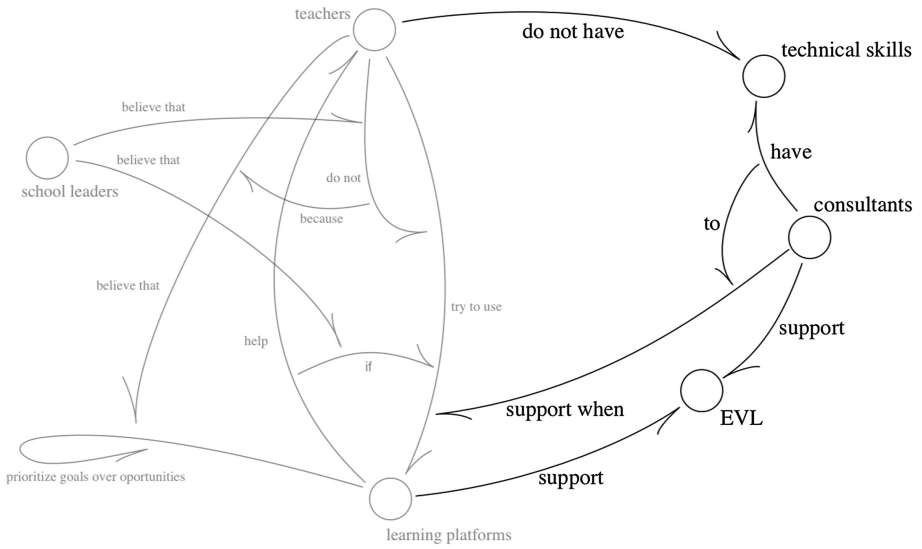 teachers
do not have
technical skills
believe that
have
believe that
do not
school leaders
consultants
because
to
believe that
try to use
support
help
if
support when
EVL
prioritize goals over oportunities
support
learning platforms